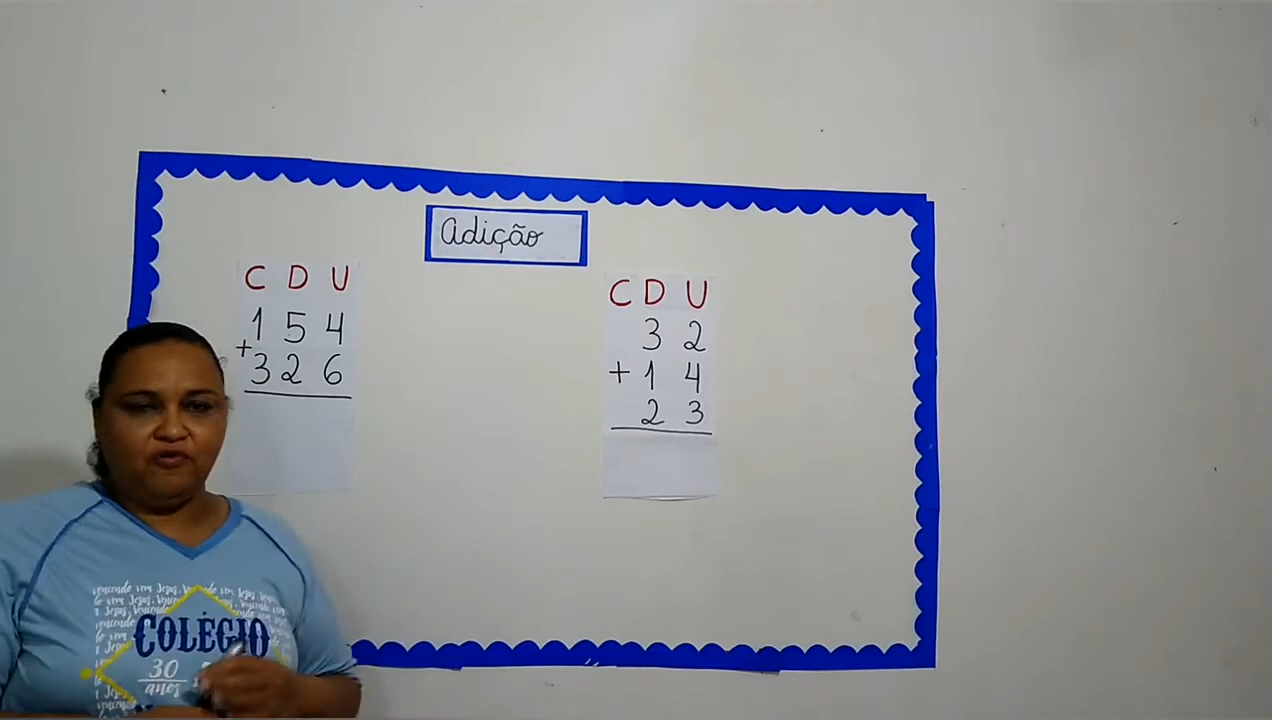 Adição
C D U
1 5 4
+
3 2 6
C D U
3 2
+ 1 4
2 3
COLÉGIO
30
anos